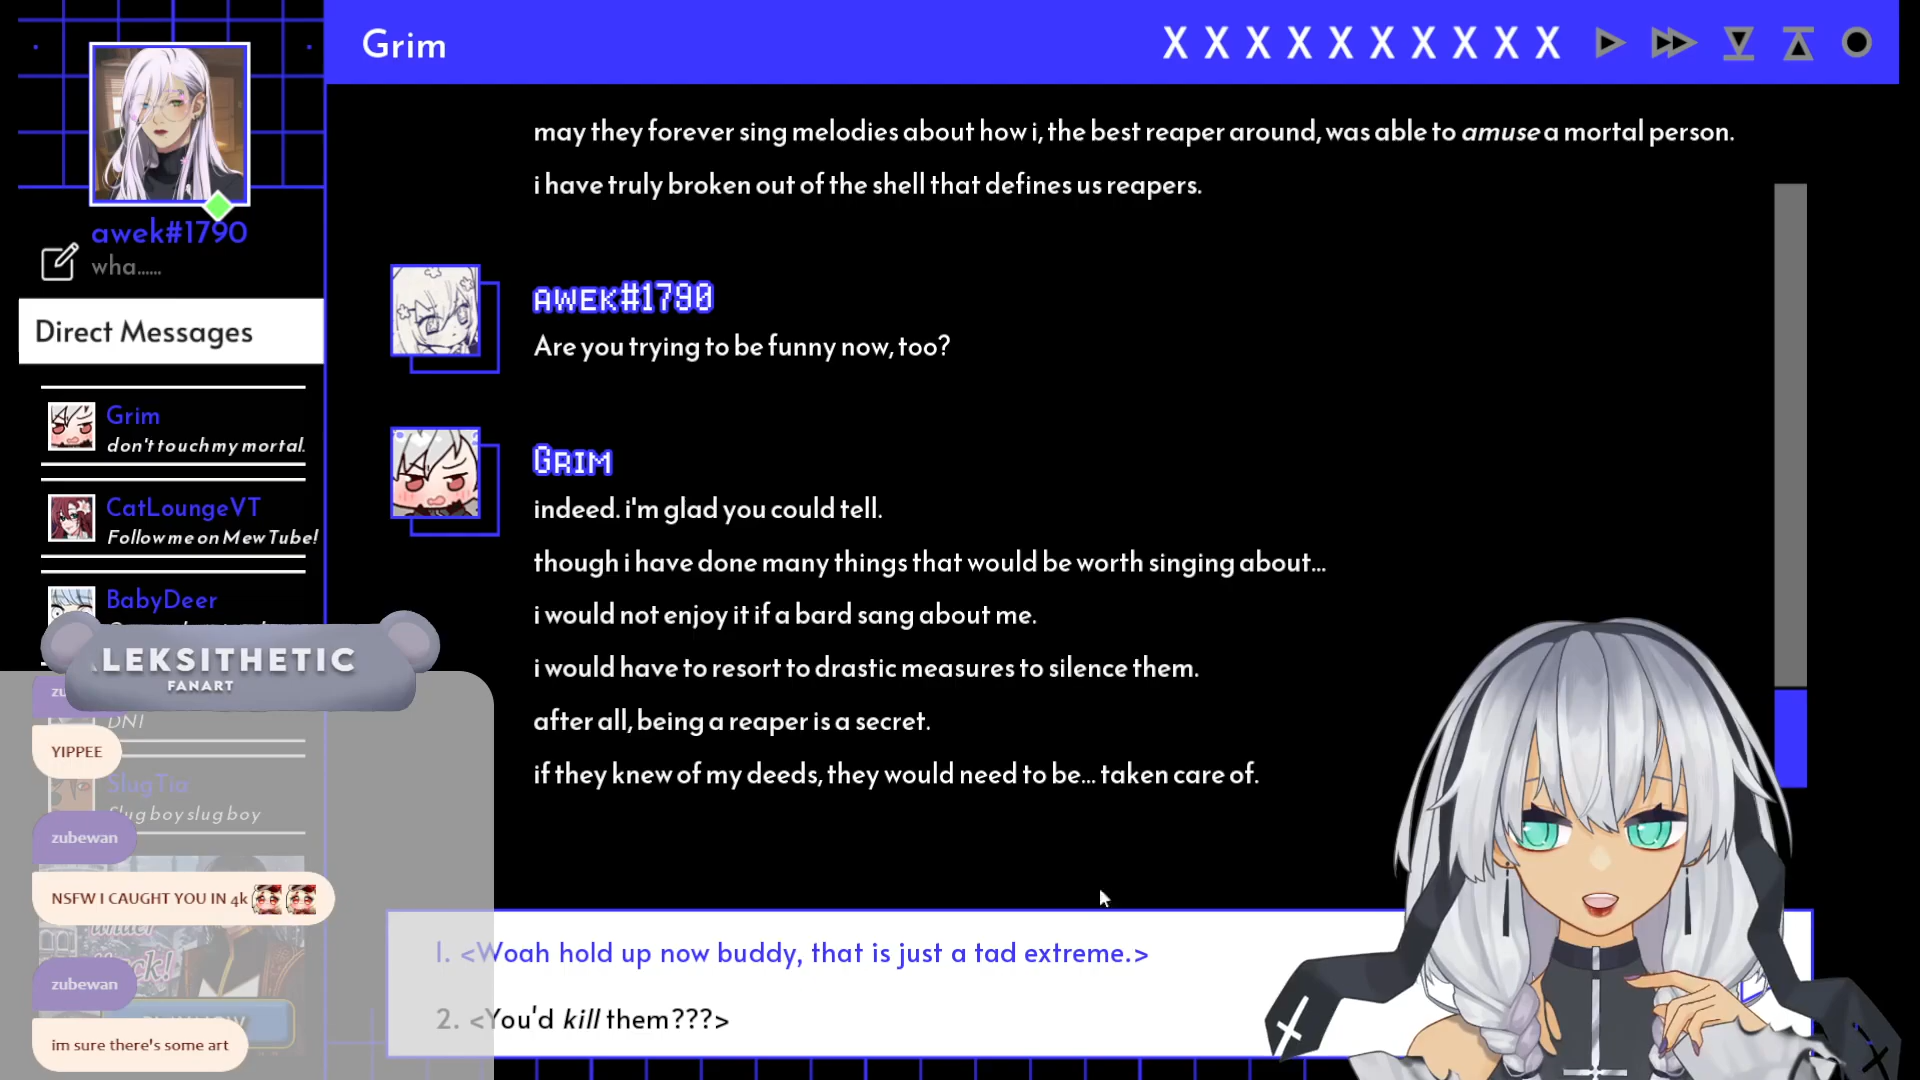 Grim
X X X X X X X X X X
awek#1790
wha......
Direct Messages
Grim
don't touch my mortal.
CatLoungeVT
Follow me on MewTube!
BabyDeer
DNI
SlugTia
Slug boy slug boy
may they forever sing melodies about how i, the best reaper around, was able to amuse a mortal person.
i have truly broken out of the shell that defines us reapers.
AWEK#1790
Are you trying to be funny now, too?
GRIM
indeed. i'm glad you could tell.
though i have done many things that would be worth singing about...
i would not enjoy it if a bard sang about me.
i would have to resort to drastic measures to silence them.
after all, being a reaper is a secret.
if they knew of my deeds, they would need to be... taken care of.
1. <Woah hold up now buddy, that is just a tad extreme.>
2. <You'd kill them???>
LEKSITHETIC
FANART
zu
YIPPEE
zubewan
NSFW I CAUGHT YOU IN 4k
zubewan
im sure there's some art